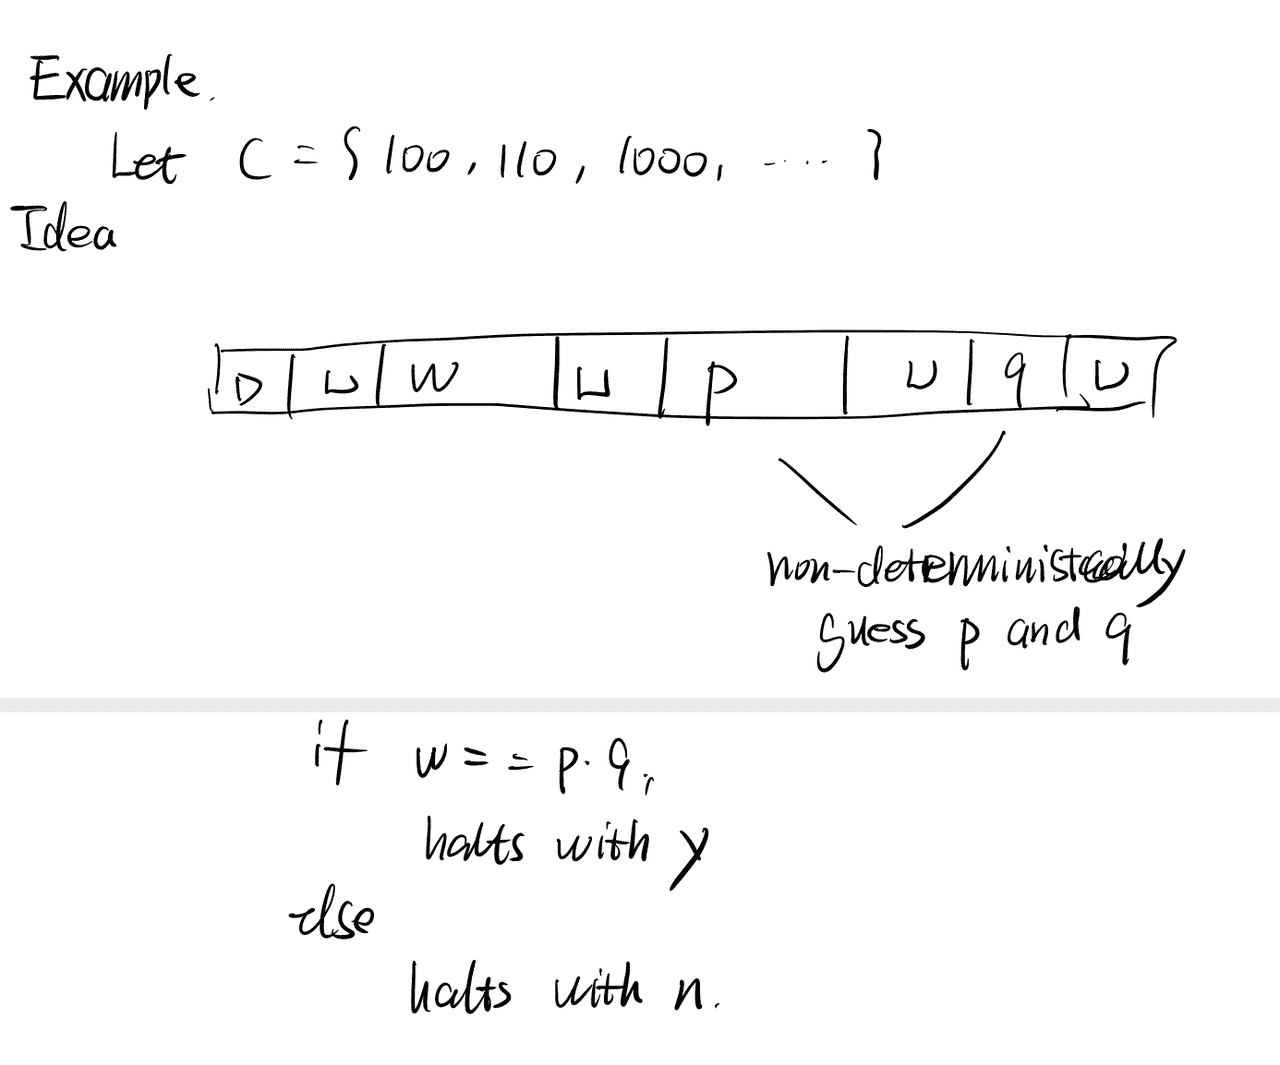 Example.
Let C = { 100, 110, 1000, ..... }
Idea
▷ ⊔ w ⊔ p ⊔ q ⊔
non-deterministically
guess p and q
if w == p·q,
halts with y
else
halts with n.